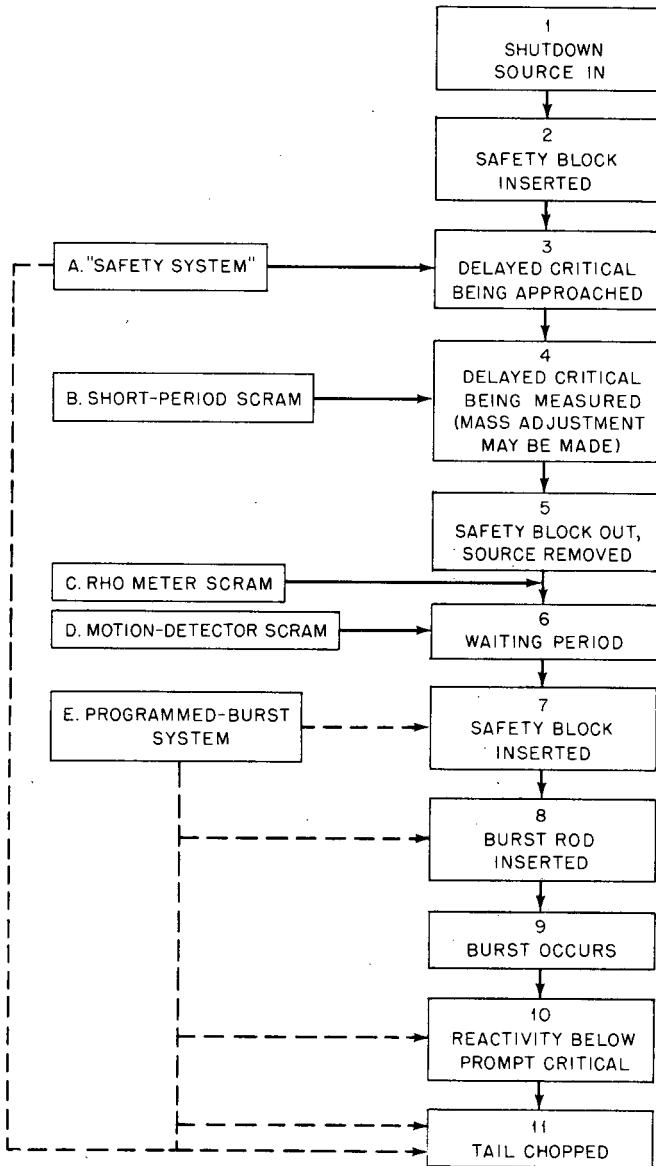 1
SHUTDOWN
SOURCE IN
2
SAFETY BLOCK
INSERTED
A. "SAFETY SYSTEM"
3
DELAYED CRITICAL
BEING APPROACHED
B. SHORT-PERIOD SCRAM
4
DELAYED CRITICAL
BEING MEASURED
(MASS ADJUSTMENT
MAY BE MADE)
5
SAFETY BLOCK OUT,
SOURCE REMOVED
C. RHO METER SCRAM
D. MOTION-DETECTOR SCRAM
6
WAITING PERIOD
E. PROGRAMMED-BURST
SYSTEM
7
SAFETY BLOCK
INSERTED
8
BURST ROD
INSERTED
9
BURST OCCURS
10
REACTIVITY BELOW
PROMPT CRITICAL
11
TAIL CHOPPED